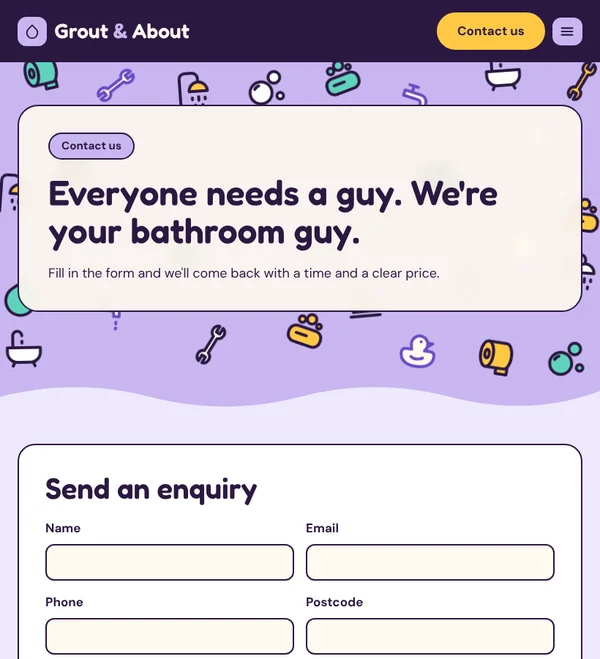 Grout & About
Contact us
Contact us
Everyone needs a guy. We're
your bathroom guy.
Fill in the form and we'll come back with a time and a clear price.
Send an enquiry
Name
Email
Phone
Postcode